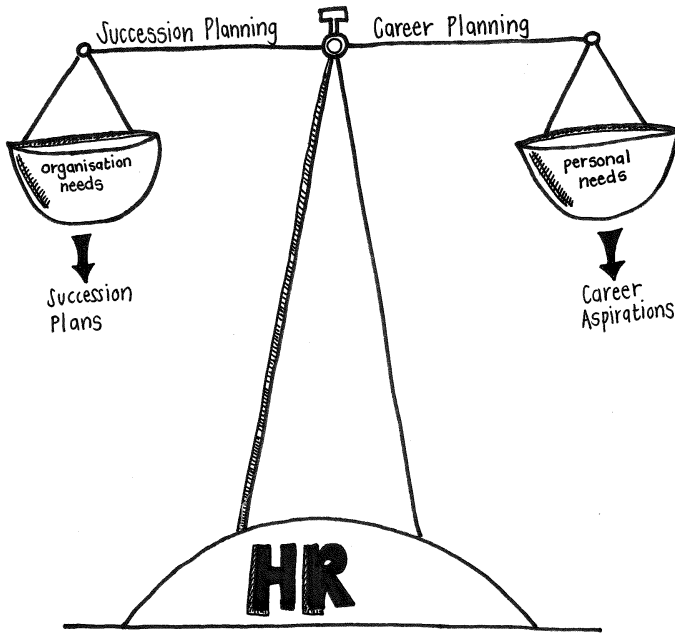 Succession Planning
Career Planning
organisation
needs
personal
needs
Succession
Plans
Career
Aspirations
HR